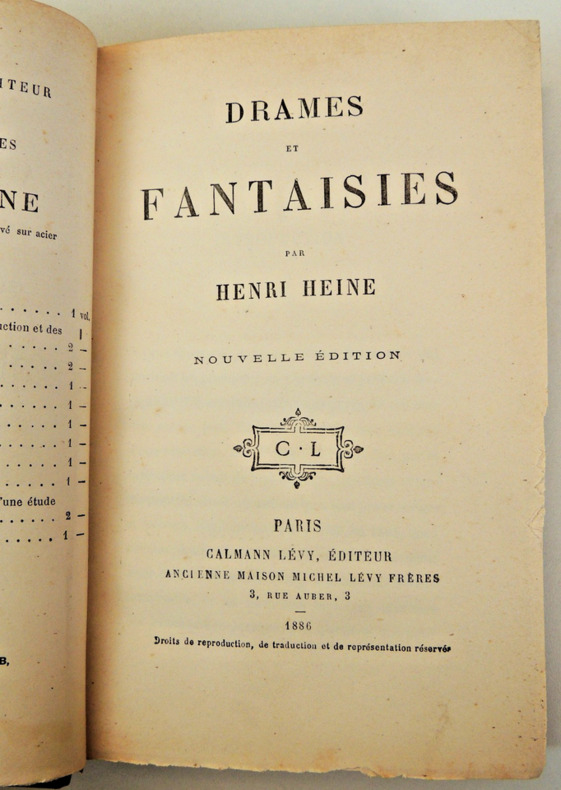 ITEUR
ES
NE
vé sur acier
. . . . . . 1 vol.
uction et des
. . . . . . 2 —
. . . . . . 2 —
. . . . . . 1 —
. . . . . . 1 —
. . . . . . 1 —
. . . . . . 1 —
. . . . . . 1 —
. . . . . . 1 —
d'une étude
. . . . . . 2 —
. . . . . 1 —
B,
DRAMES
ET
FANTAISIES
PAR
HENRI HEINE
NOUVELLE ÉDITION
C · L
PARIS
CALMANN LÉVY, ÉDITEUR
ANCIENNE MAISON MICHEL LÉVY FRÈRES
3, RUE AUBER, 3
—
1886
Droits de reproduction, de traduction et de représentation réservés